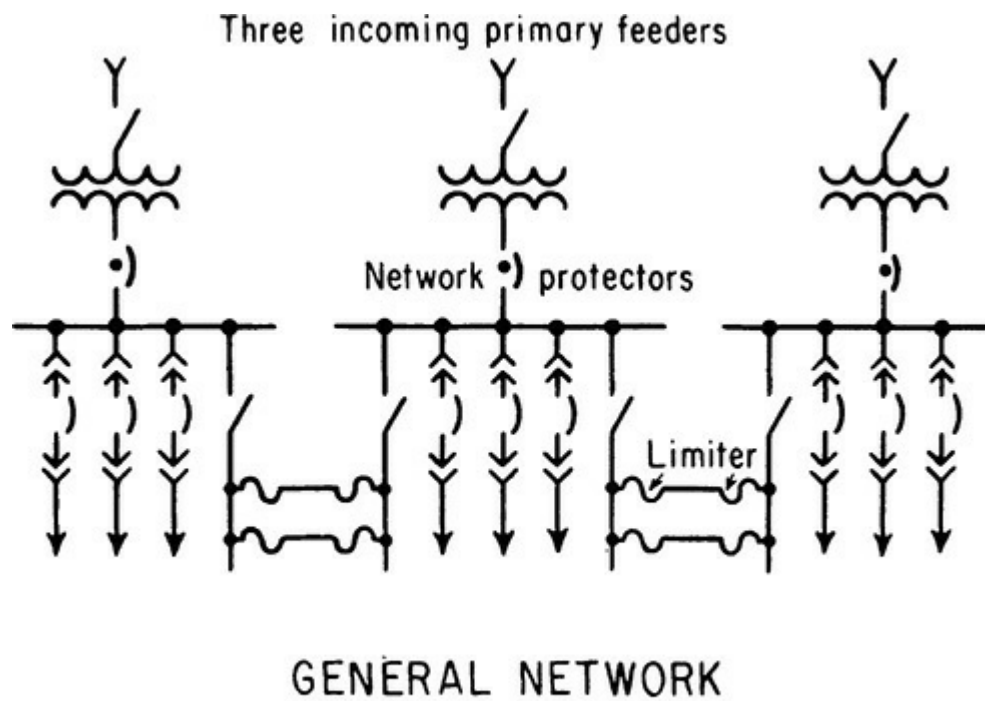 Three incoming primary feeders
Network protectors
Limiter
GENERAL NETWORK